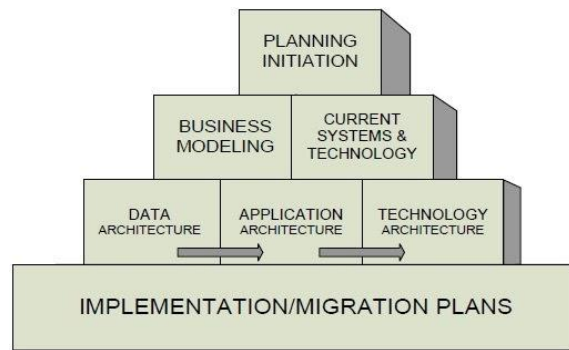 PLANNING
INITIATION
BUSINESS
MODELING
CURRENT
SYSTEMS &
TECHNOLOGY
DATA
ARCHITECTURE
APPLICATION
ARCHITECTURE
TECHNOLOGY
ARCHITECTURE
IMPLEMENTATION/MIGRATION PLANS